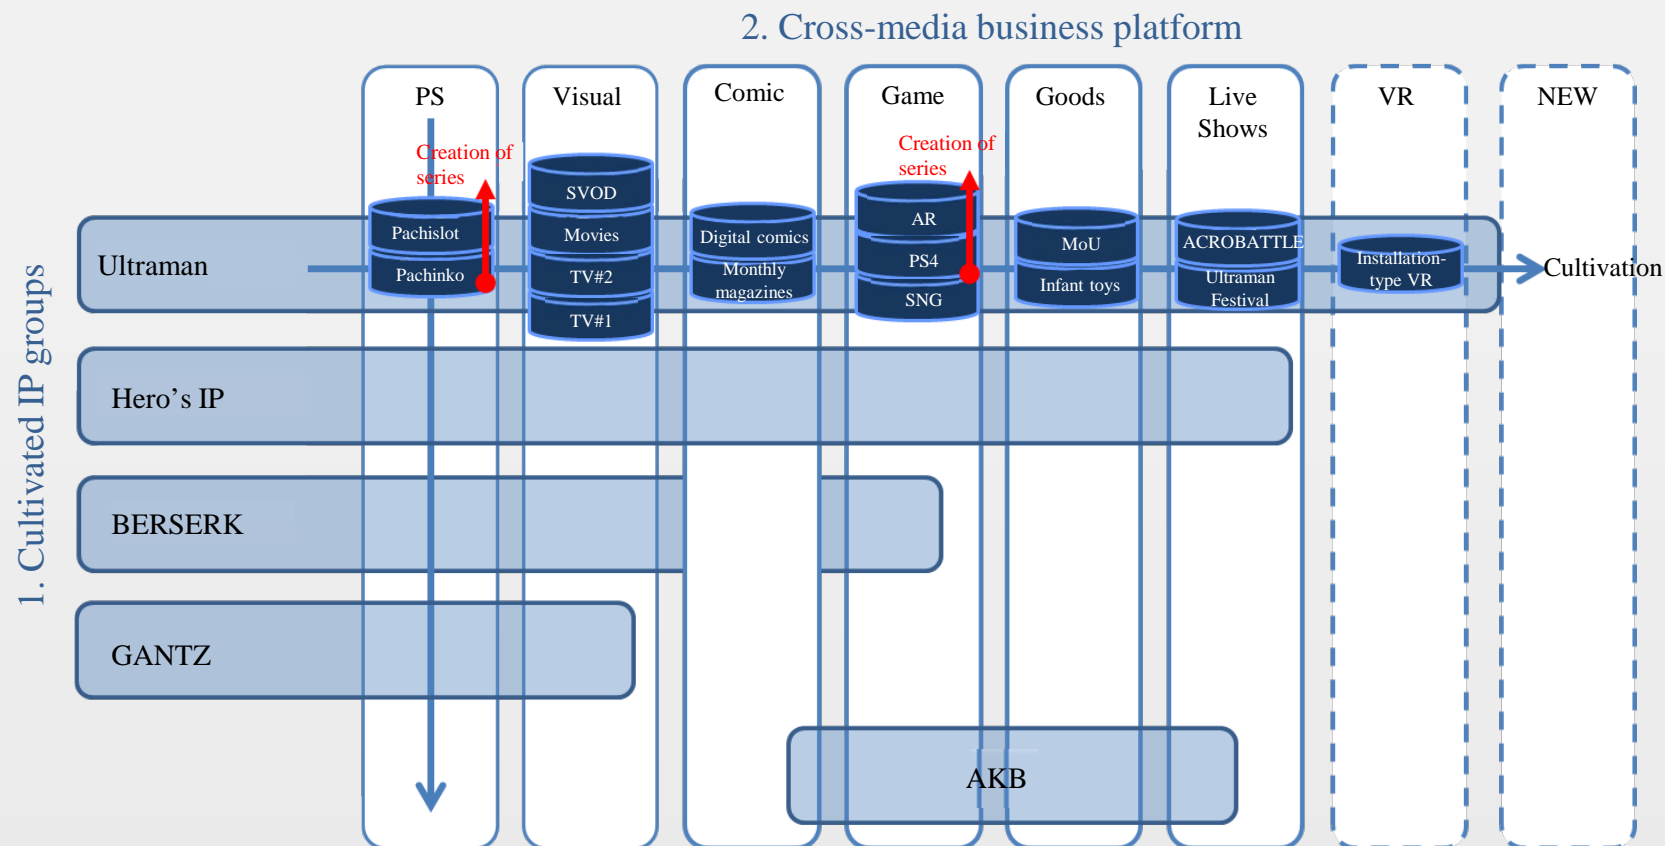 2. Cross-media business platform
PS
Visual
Comic
Game
Goods
Live
Shows
VR
NEW
1. Cultivated IP groups
Creation of
series
Creation of
series
Ultraman
Pachislot
Pachinko
SVOD
Movies
TV#2
TV#1
Digital comics
Monthly
magazines
AR
PS4
SNG
MoU
Infant toys
ACROBATTLE
Ultraman
Festival
Installation-
type VR
Cultivation
Hero’s IP
BERSERK
GANTZ
AKB